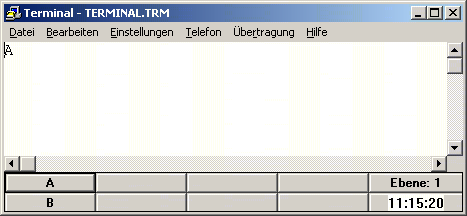 Terminal - TERMINAL.TRM
Datei Bearbeiten Einstellungen Telefon Übertragung Hilfe
A
A Ebene: 1
B 11:15:20